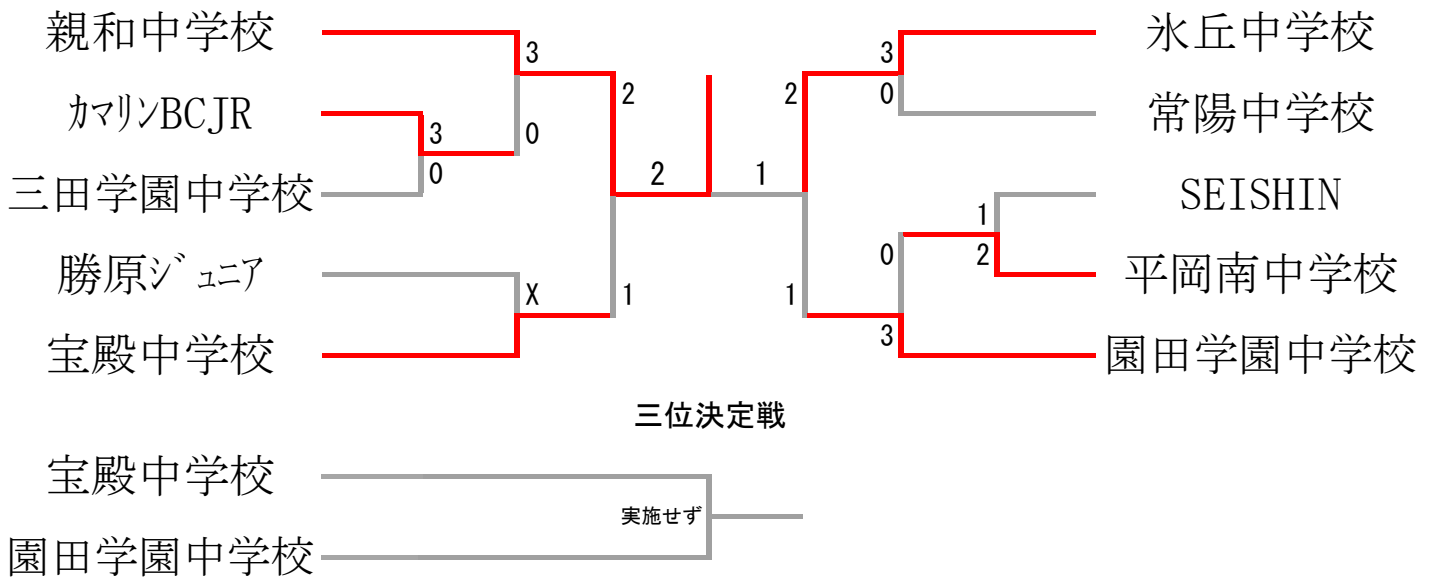 親和中学校
カマリンBCJR
三田学園中学校
勝原ジュニア
宝殿中学校
3
0
3
0
X
2
1
2
1
2
1
3
0
1
2
0
3
氷丘中学校
常陽中学校
SEISHIN
平岡南中学校
園田学園中学校
三位決定戦
宝殿中学校
園田学園中学校
実施せず